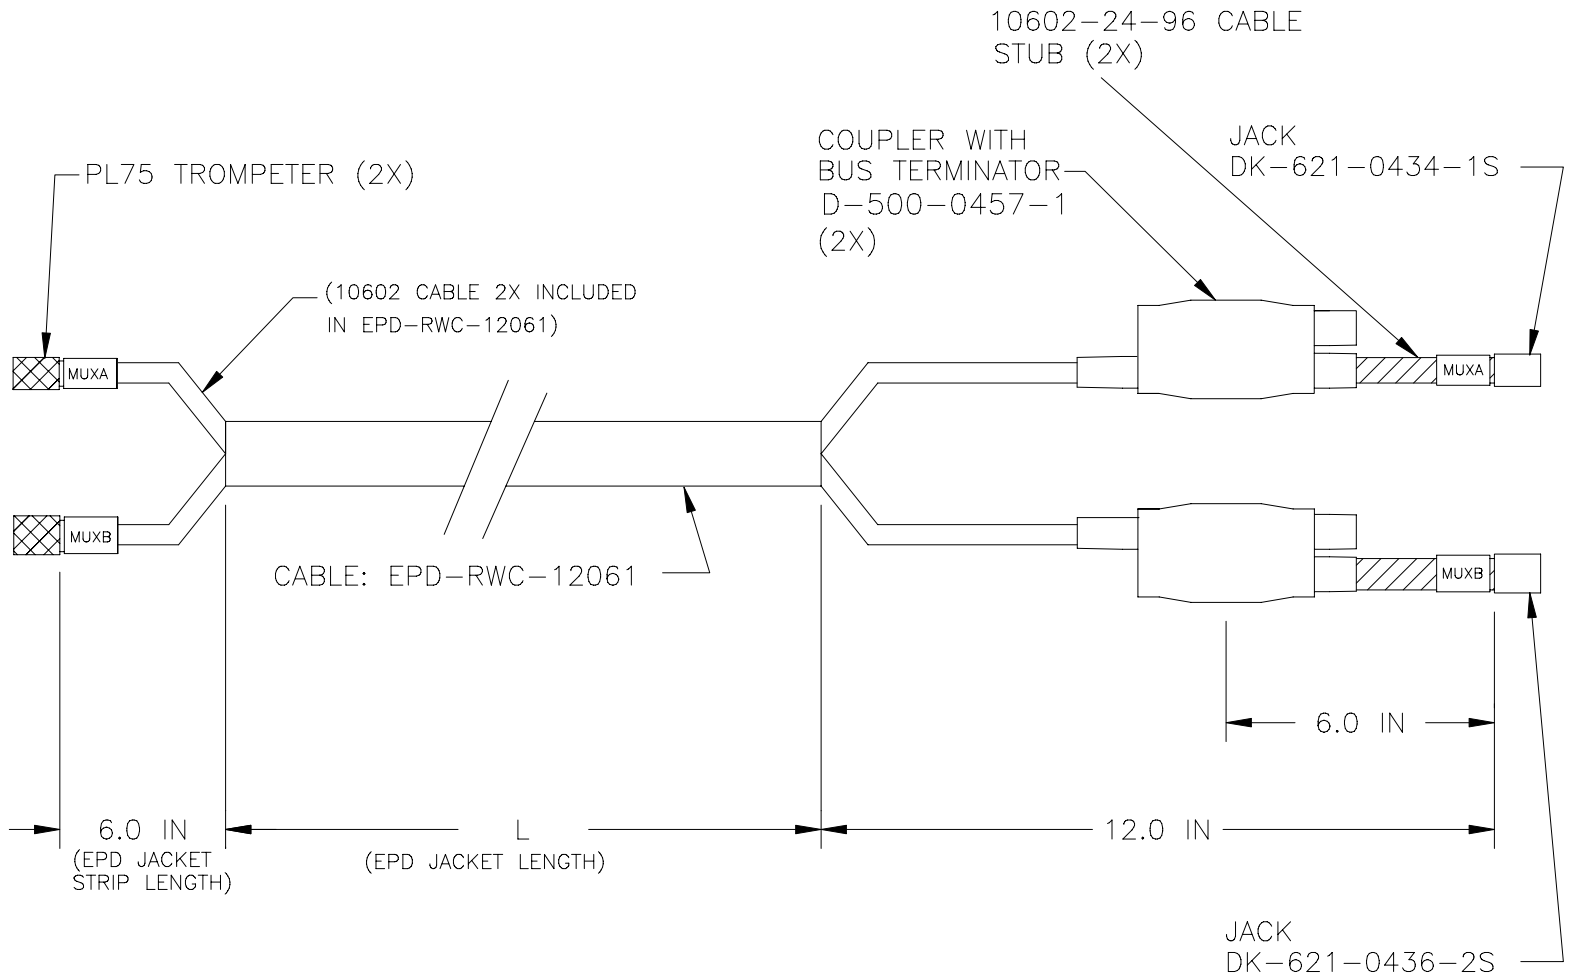 10602-24-96 CABLE
STUB (2X)
COUPLER WITH
BUS TERMINATOR
D-500-0457-1
(2X)
JACK
DK-621-0434-1S
PL75 TROMPETER (2X)
(10602 CABLE 2X INCLUDED
IN EPD-RWC-12061)
MUXA
MUXA
MUXB
MUXB
CABLE: EPD-RWC-12061
6.0 IN
6.0 IN
(EPD JACKET
STRIP LENGTH)
L
(EPD JACKET LENGTH)
12.0 IN
JACK
DK-621-0436-2S